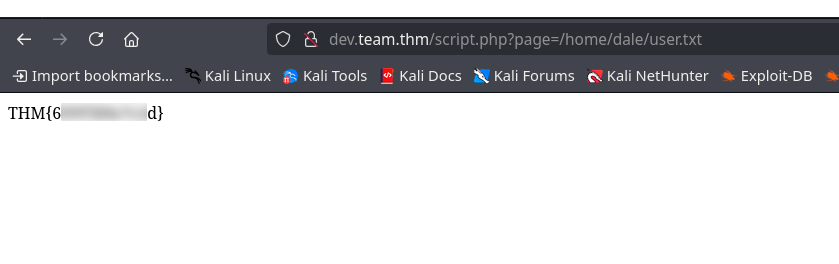 dev.team.thm/script.php?page=/home/dale/user.txt
Import bookmarks... Kali Linux Kali Tools Kali Docs Kali Forums Kali NetHunter Exploit-DB
THM{6 d}